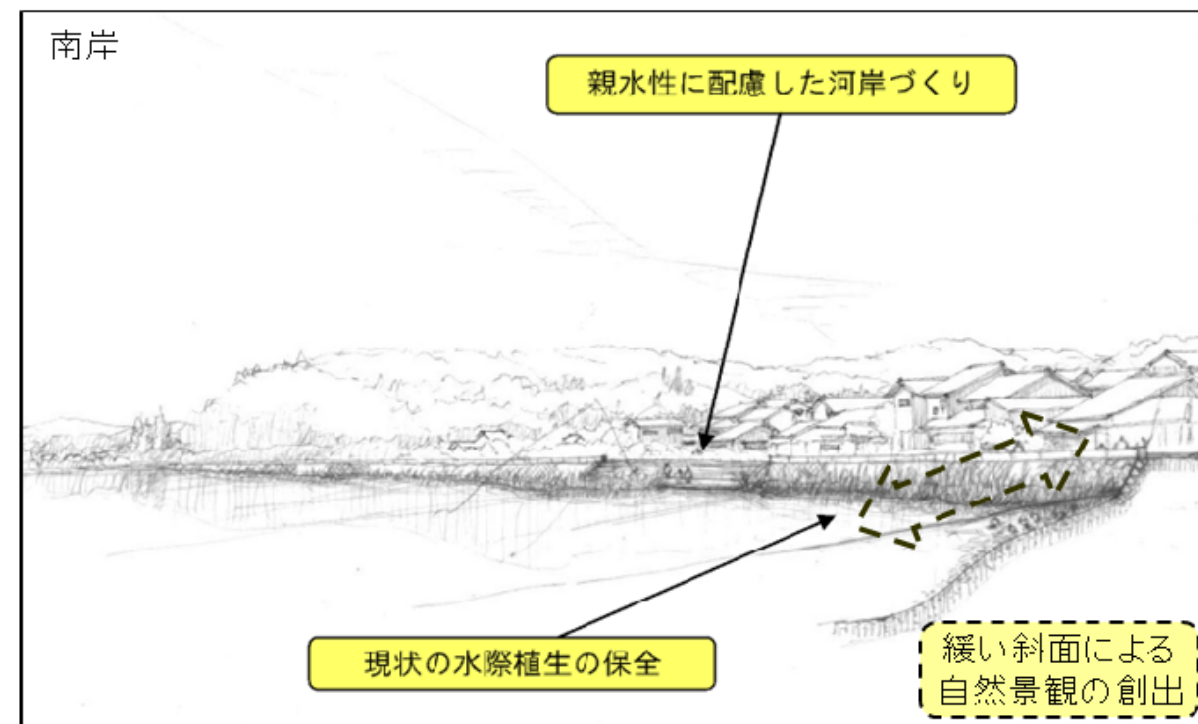 南岸
親水性に配慮した河岸づくり
現状の水際植生の保全
緩い斜面による
自然景観の創出